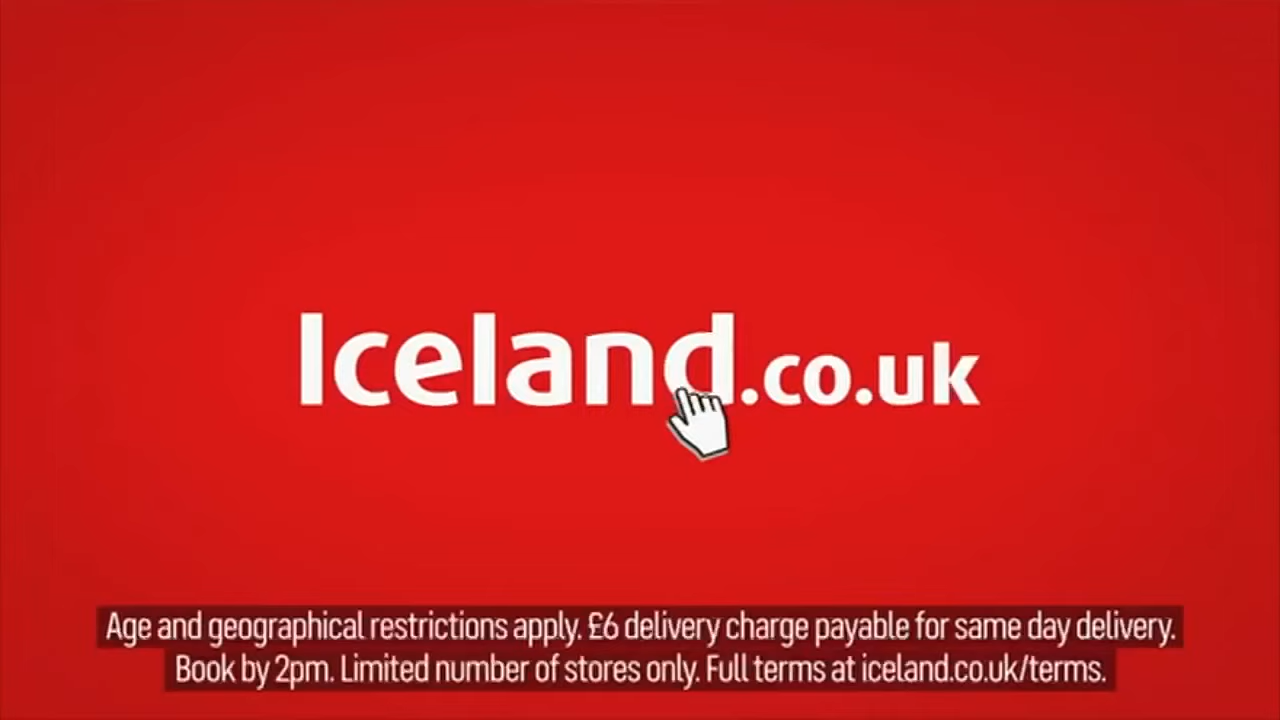 Iceland.co.uk
Age and geographical restrictions apply. £6 delivery charge payable for same day delivery.
Book by 2pm. Limited number of stores only. Full terms at iceland.co.uk/terms.